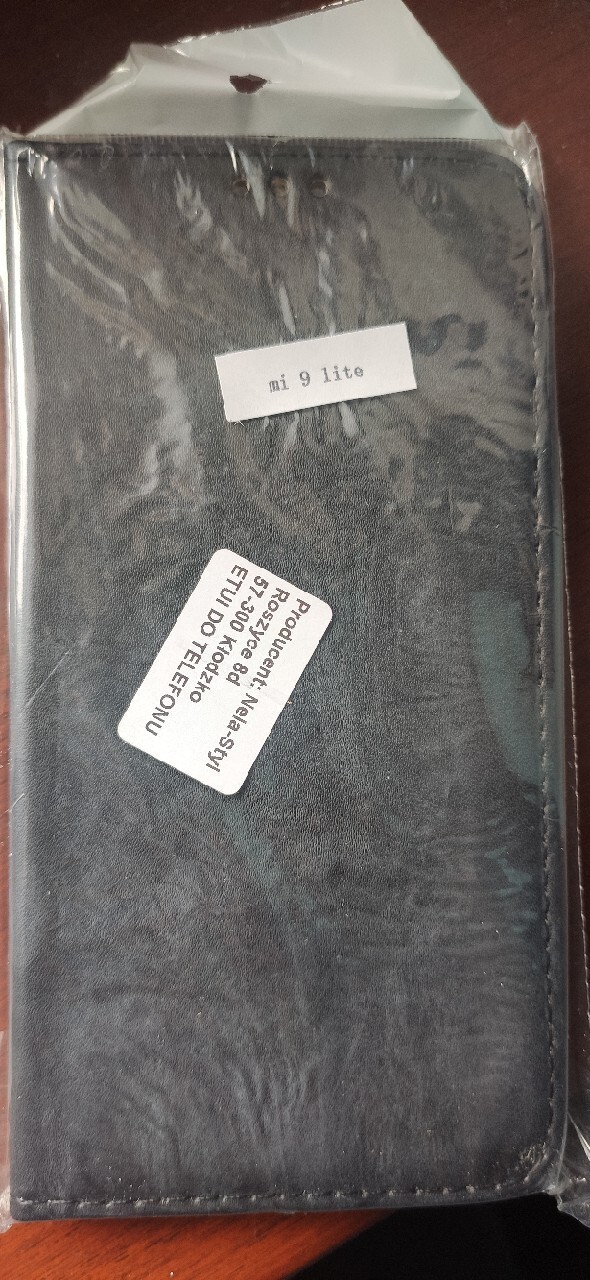 mi 9 lite
Producent: Nela-Styl
Roszyce 8d
57-300 Kłodzko
ETUI DO TELEFONU